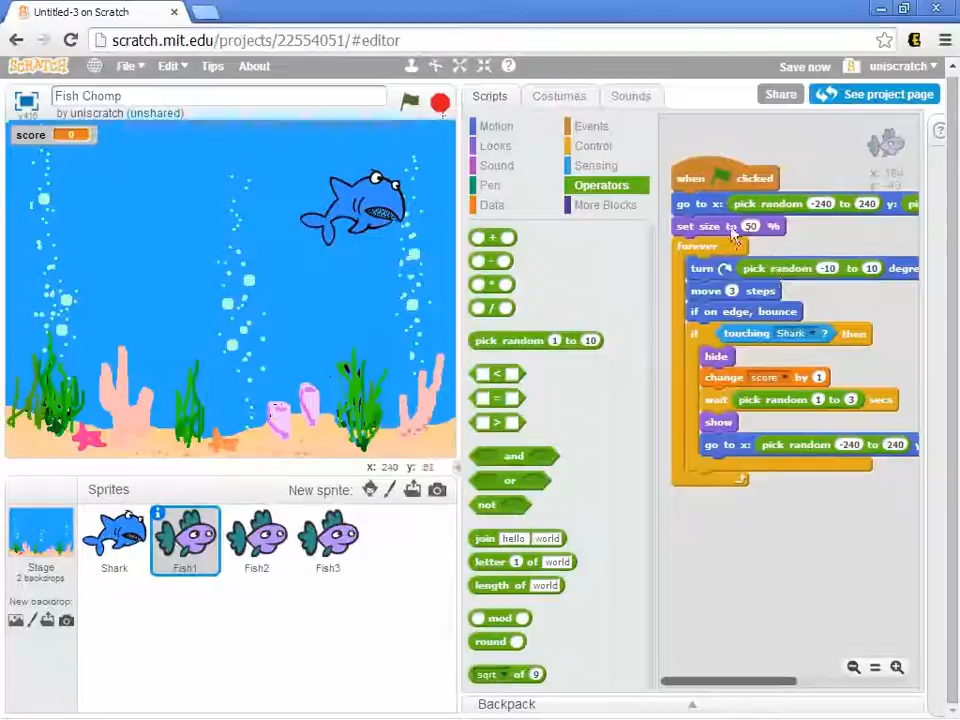 Untitled-3 on Scratch
scratch.mit.edu/projects/22554051/#editor
SCRATCH File Edit Tips About Save now uniscratch
Fish Chomp
by uniscratch (unshared)
score 0
Scripts Costumes Sounds
Share See project page
Motion Events
Looks Control
Sound Sensing
Pen Operators
Data More Blocks
+
-
*
/
pick random 1 to 10
<
=
>
and
or
not
join hello world
letter 1 of world
length of world
mod
round
sqrt of 9
when clicked
go to x: pick random -240 to 240 y:
set size to 50 %
forever
turn pick random -10 to 10
move 3 steps
if on edge, bounce
if touching Shark ? then
hide
change score by 1
wait pick random 1 to 3 secs
show
go to x: pick random -240 to 240
x: 240 y: 81
Sprites New sprite:
Shark Fish1 Fish2 Fish3
Stage
2 backdrops
New backdrop:
Backpack